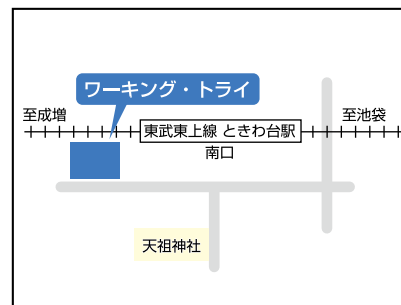 ワーキング・トライ
至成増
東武東上線 ときわ台駅
至池袋
南口
天祖神社